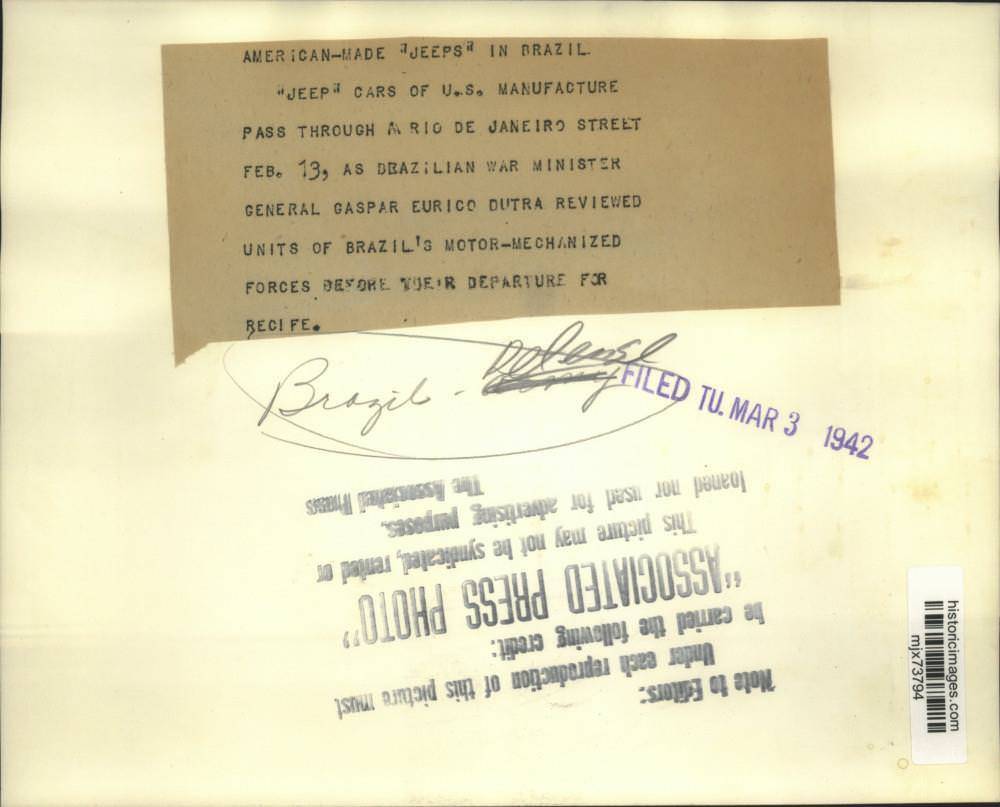 AMERICAN-MADE "JEEPS" IN BRAZIL.
"JEEP" CARS OF U.S. MANUFACTURE
PASS THROUGH A RIO DE JANEIRO STREET
FEB. 13, AS BRAZILIAN WAR MINISTER
GENERAL GASPAR EURICO DUTRA REVIEWED
UNITS OF BRAZIL'S MOTOR-MECHANIZED
FORCES BEFORE THEIR DEPARTURE FOR
RECIFE.
Brazil - Defense
FILED TU. MAR 3 1942
Note to Editors:
Under each reproduction of this picture must
be carried the following credit:
"ASSOCIATED PRESS PHOTO"
This picture may not be syndicated, rented or
loaned nor used for advertising purposes.
The Associated Press
historicimages.com
mjx73794